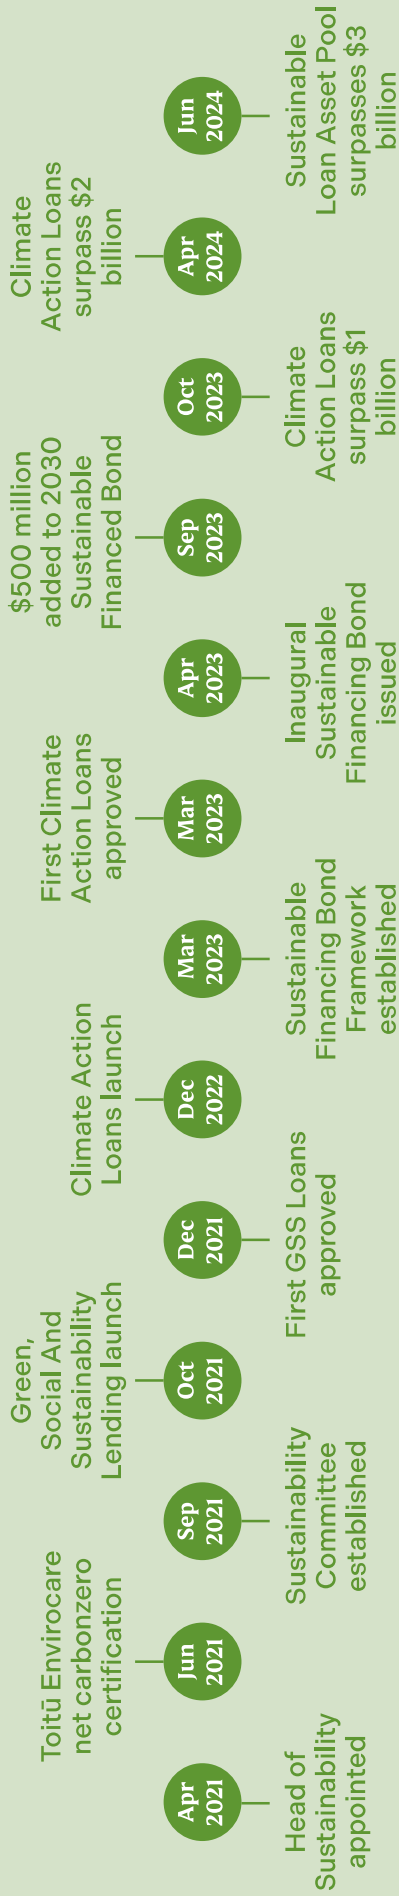 Apr
2021
Head of
Sustainability
appointed
Jun
2021
Toitū Envirocare
net carbonzero
certification
Sep
2021
Sustainability
Committee
established
Oct
2021
Green,
Social And
Sustainability
Lending launch
Dec
2021
First GSS Loans
approved
Dec
2022
Climate Action
Loans launch
Mar
2023
Sustainable
Financing Bond
Framework
established
Mar
2023
First Climate
Action Loans
approved
Apr
2023
Inaugural
Sustainable
Financing Bond
issued
Sep
2023
$500 million
added to 2030
Sustainable
Financed Bond
Oct
2023
Climate
Action Loans
surpass $1
billion
Apr
2024
Climate
Action Loans
surpass $2
billion
Jun
2024
Sustainable
Loan Asset Pool
surpasses $3
billion